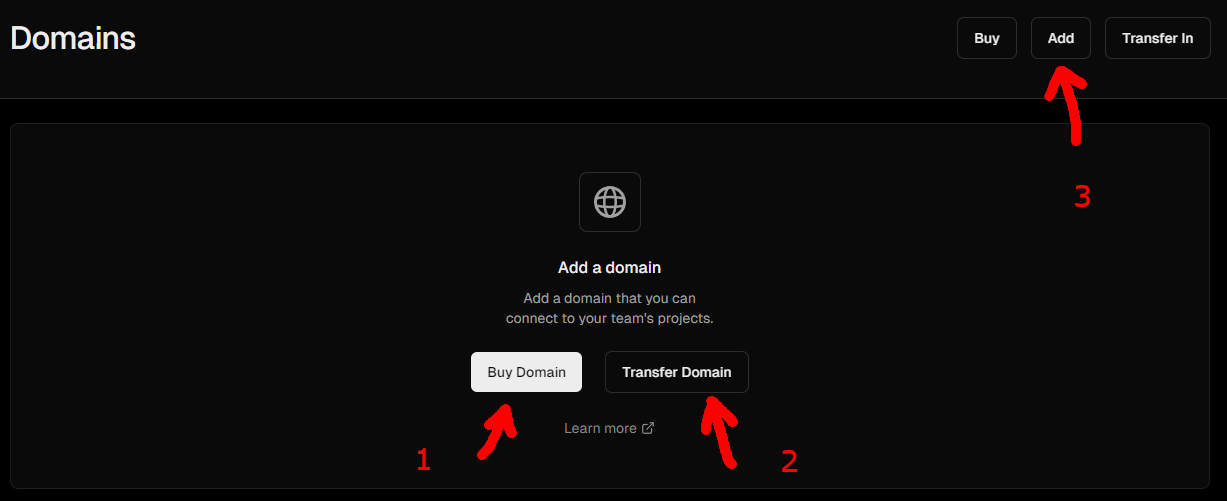 Domains
Buy
Add
Transfer In
3
Add a domain
Add a domain that you can
connect to your team's projects.
Buy Domain
Transfer Domain
Learn more
1
2